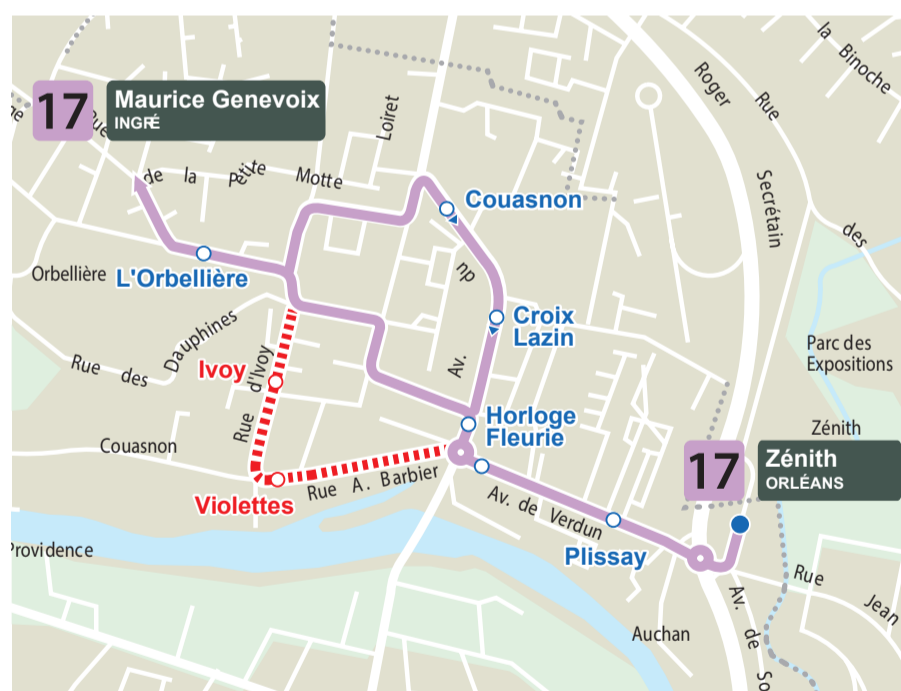 17
Maurice Genevoix
INGRÉ
Rue
de la Petite Motte
Loiret
Roger
Secrétain
Rue
des
la Binoche
Couasnon
Orbellière
L'Orbellière
Av.
du
Croix
Lazin
Rue des
Dauphines
Ivoy
Rue d'Ivoy
Parc des
Expositions
Horloge
Fleurie
Zénith
Couasnon
17
Zénith
ORLÉANS
Violettes
Rue A. Barbier
Av. de Verdun
Plissay
Providence
Rue
Jean
Auchan
Av. de
So